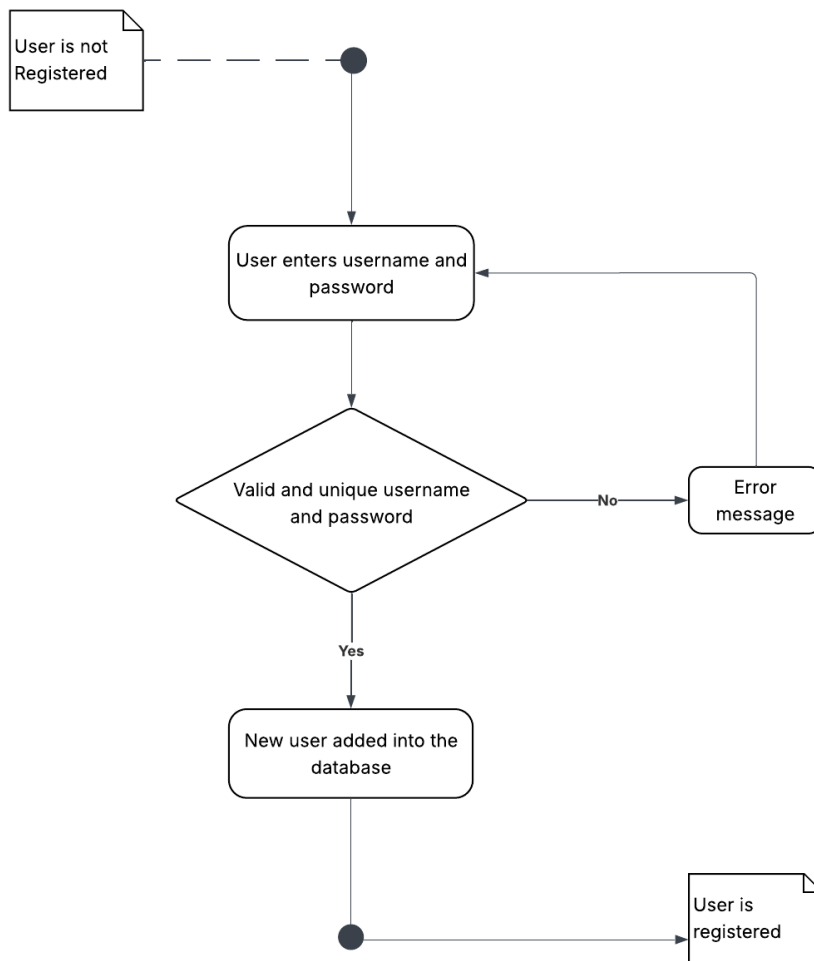 User is not
Registered
User enters username and
password
Valid and unique username
and password
No
Error
message
Yes
New user added into the
database
User is
registered